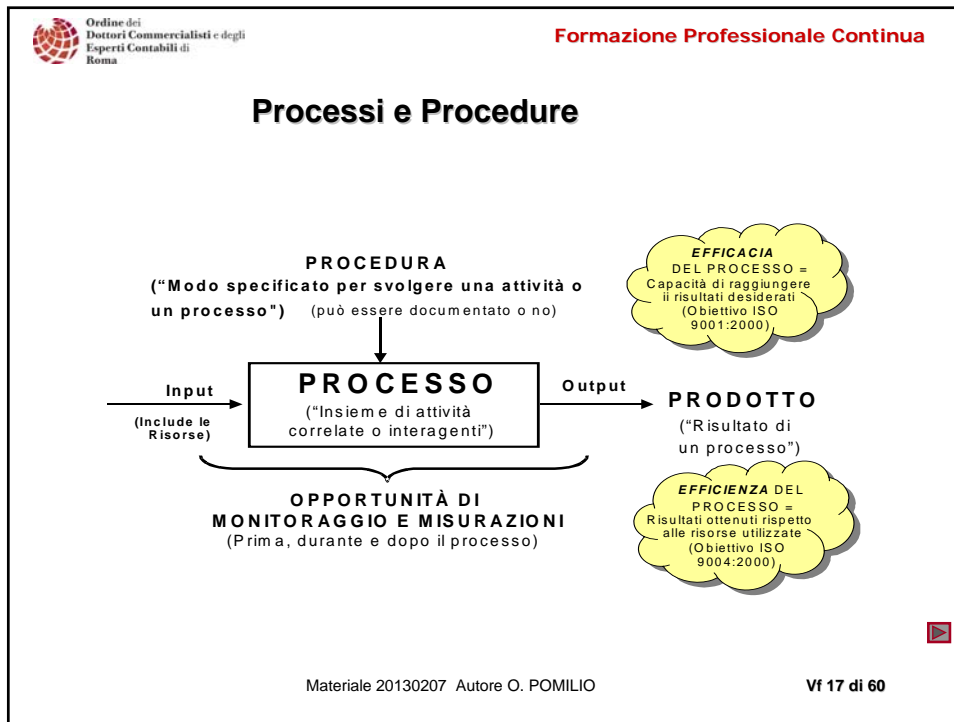 Ordine dei
Dottori Commercialisti e degli
Esperti Contabili di
Roma
Formazione Professionale Continua
Processi e Procedure
PROCEDURA
("Modo specificato per svolgere una attività o
un processo") (può essere documentato o no)
EFFICACIA
DEL PROCESSO =
Capacità di raggiungere
ii risultati desiderati
(Obiettivo ISO
9001:2000)
Input
(Include le
Risorse)
PROCESSO
("Insieme di attività
correlate o interagenti")
Output
PRODOTTO
("Risultato di
un processo")
OPPORTUNITÀ DI
MONITORAGGIO E MISURAZIONI
(Prima, durante e dopo il processo)
EFFICIENZA DEL
PROCESSO =
Risultati ottenuti rispetto
alle risorse utilizzate
(Obiettivo ISO
9004:2000)
Materiale 20130207 Autore O. POMILIO
Vf 17 di 60